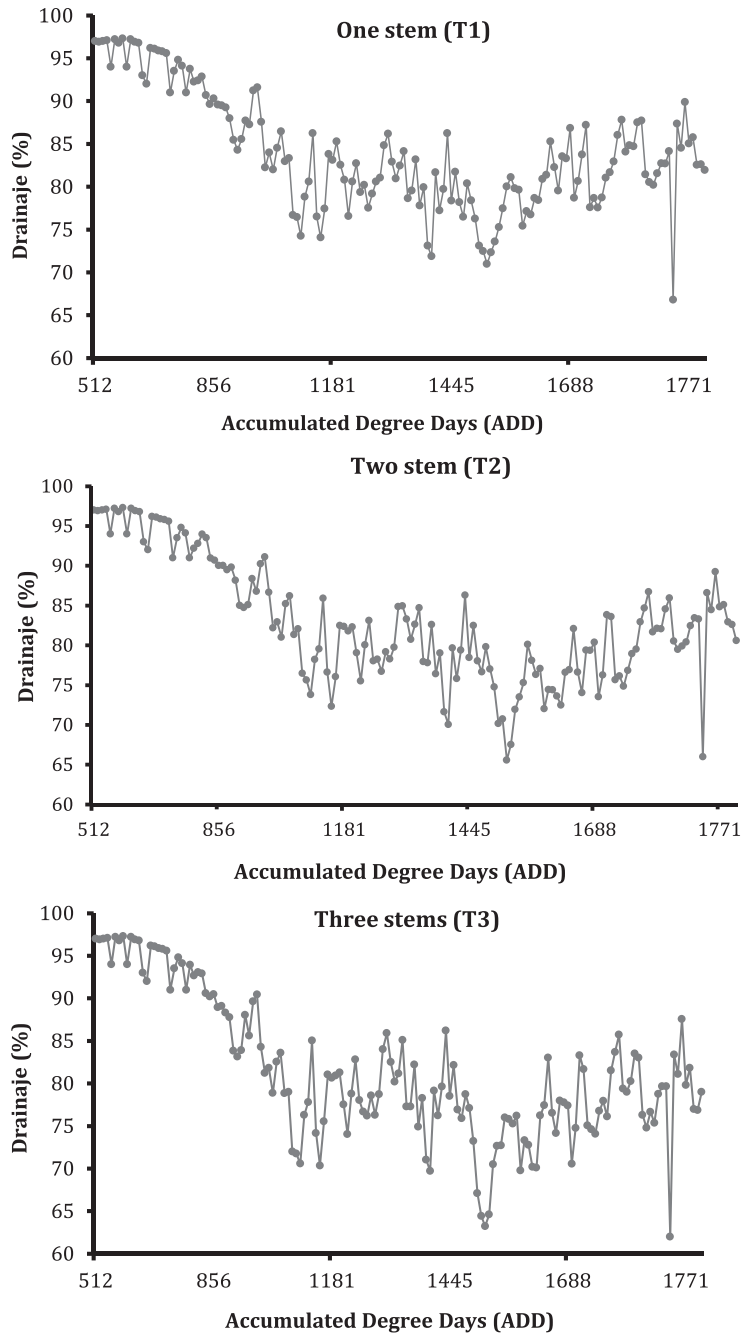 One stem (T1)
100
95
90
85
80
75
70
65
60
Drainaje (%)
512 856 1181 1445 1688 1771
Accumulated Degree Days (ADD)
Two stem (T2)
100
95
90
85
80
75
70
65
60
Drainaje (%)
512 856 1181 1445 1688 1771
Accumulated Degree Days (ADD)
Three stems (T3)
100
95
90
85
80
75
70
65
60
Drainaje (%)
512 856 1181 1445 1688 1771
Accumulated Degree Days (ADD)